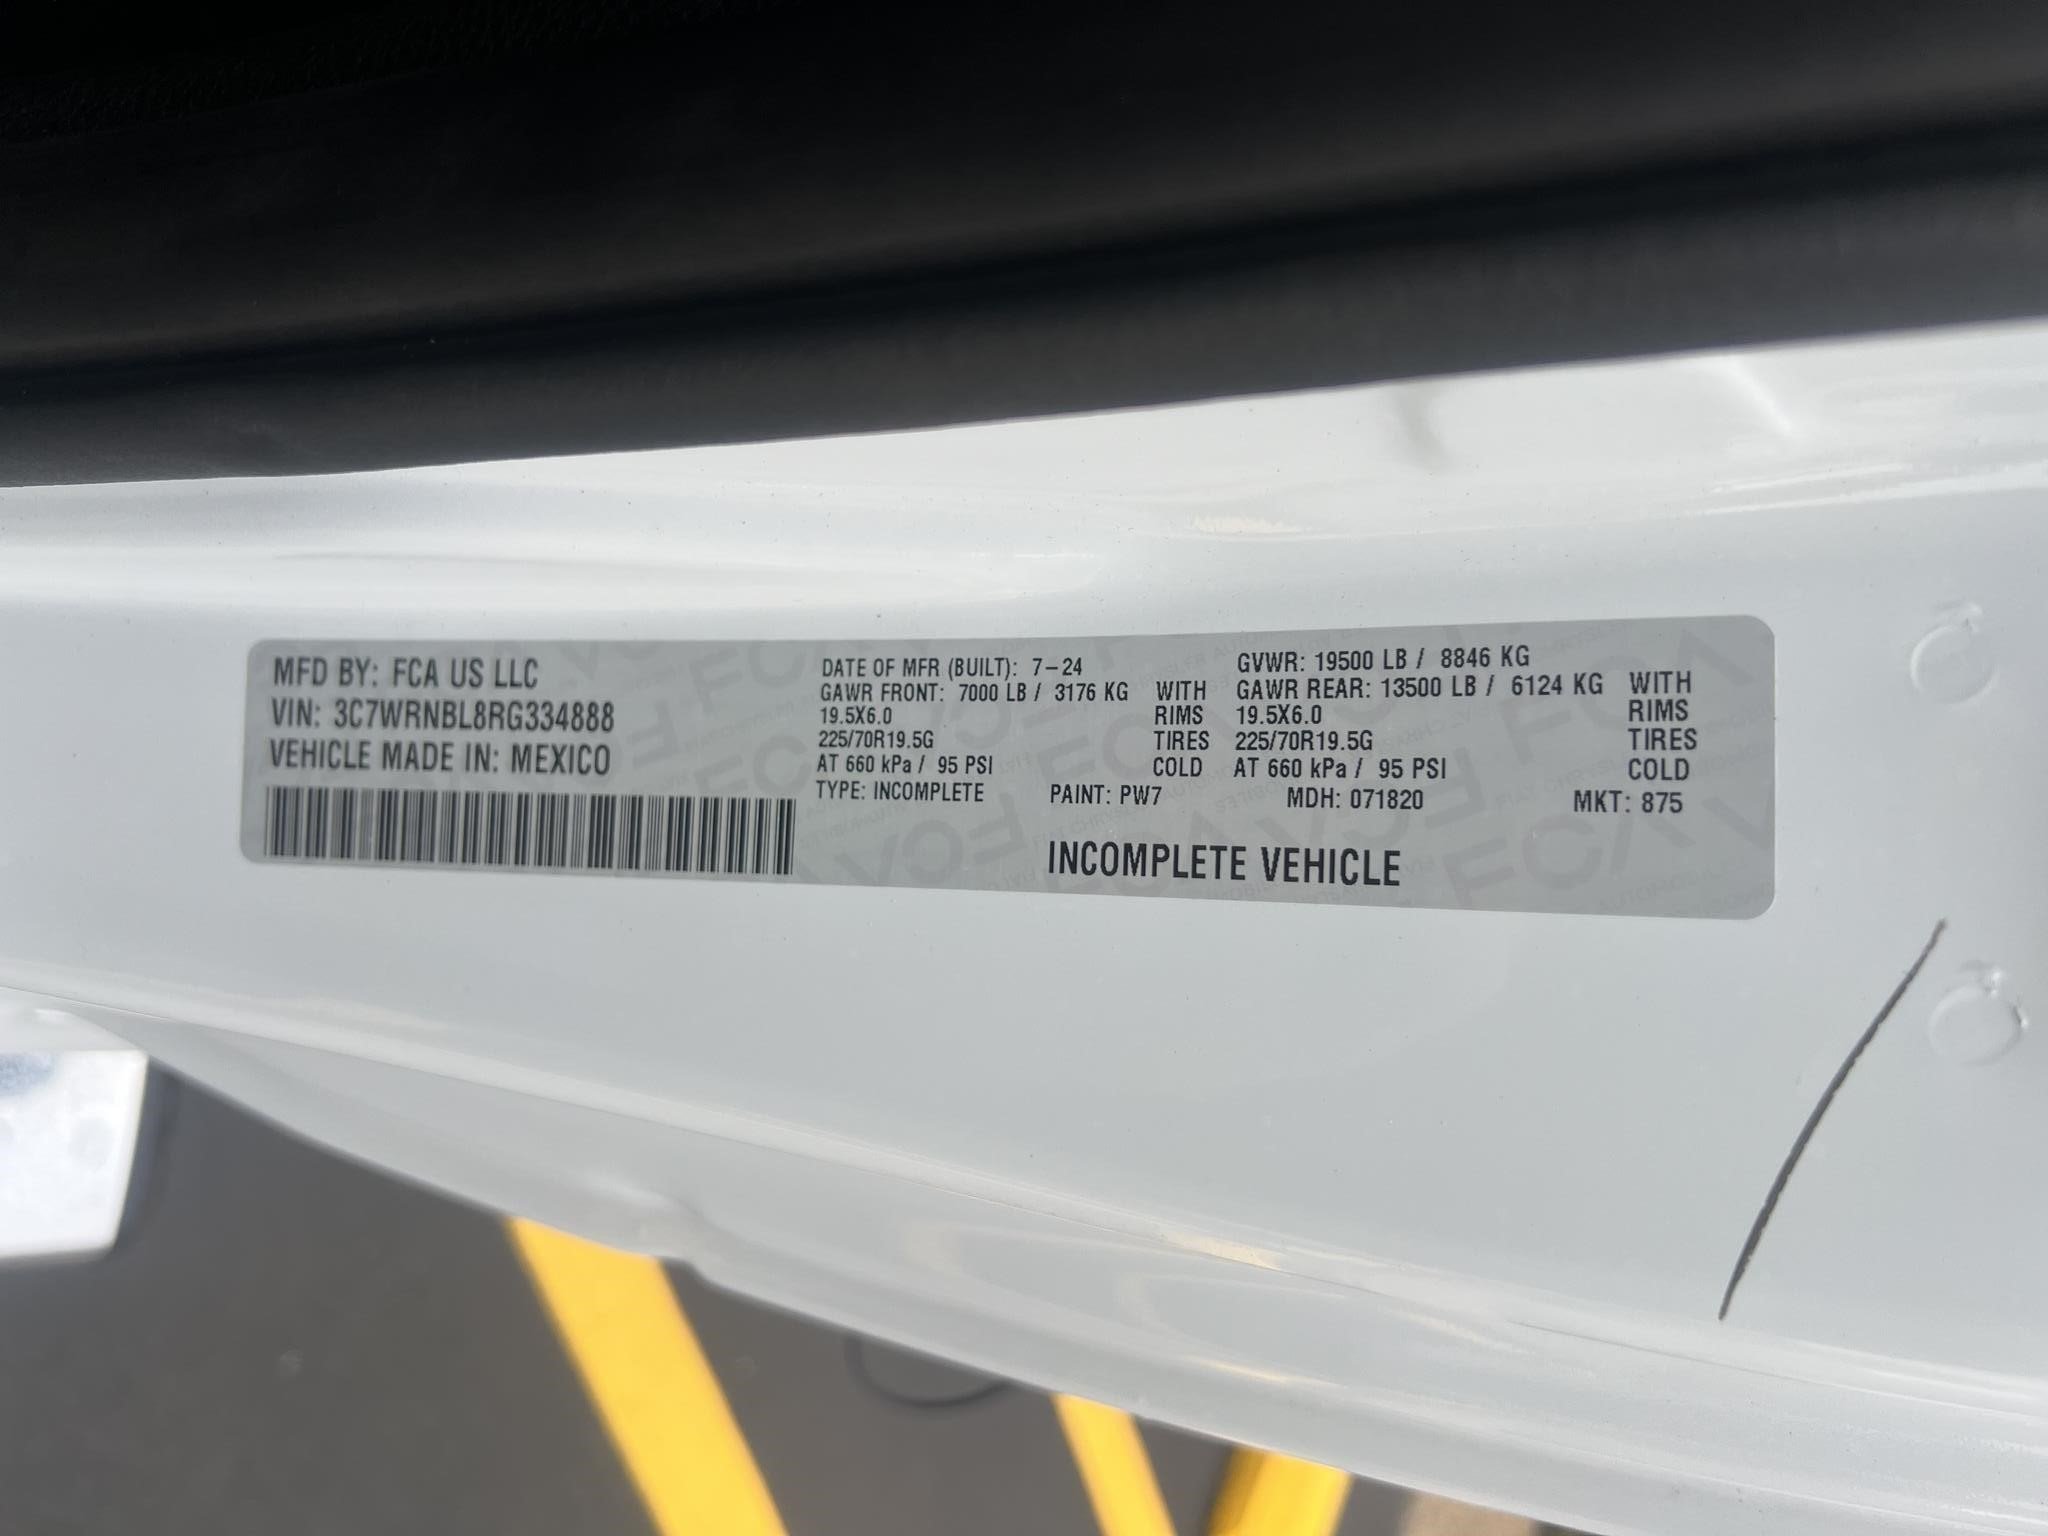 MFD BY: FCA US LLC
VIN: 3C7WRNBL8RG334888
VEHICLE MADE IN: MEXICO
DATE OF MFR (BUILT): 7-24 GVWR: 19500 LB / 8846 KG
GAWR FRONT: 7000 LB / 3176 KG WITH GAWR REAR: 13500 LB / 6124 KG WITH
19.5X6.0 RIMS 19.5X6.0 RIMS
225/70R19.5G TIRES 225/70R19.5G TIRES
AT 660 kPa / 95 PSI COLD AT 660 kPa / 95 PSI COLD
TYPE: INCOMPLETE PAINT: PW7 MDH: 071820 MKT: 875
INCOMPLETE VEHICLE